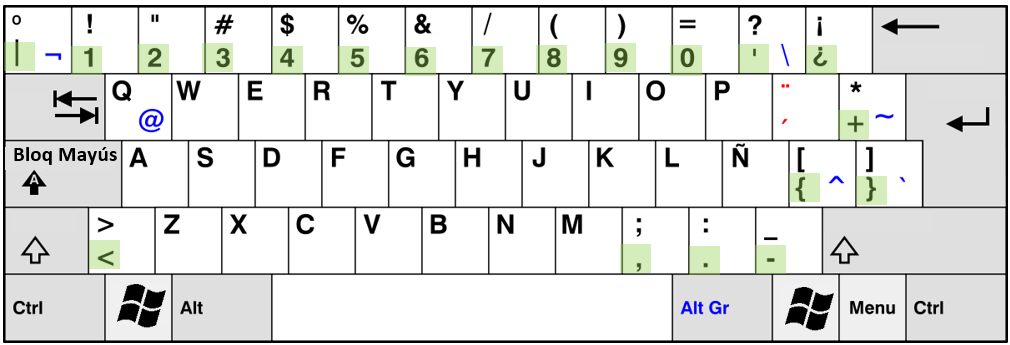 ° ! " # $ % & / ( ) = ? ¡
| ¬ 1 2 3 4 5 6 7 8 9 0 ' \ ¿
Q W E R T Y U I O P ¨ *
@ ´ + ~
Bloq Mayús A S D F G H J K L Ñ [ ]
A { ^ } `
> Z X C V B N M ; : _
< , . -
Ctrl Alt Alt Gr Menu Ctrl